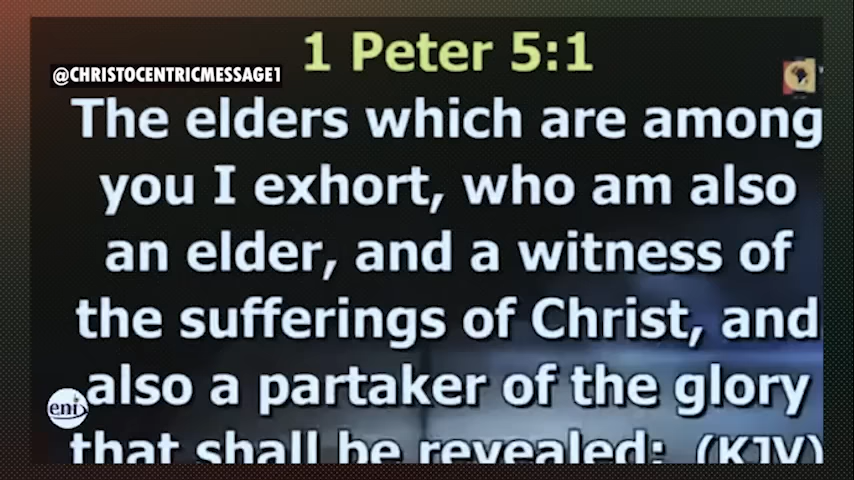 1 Peter 5:1
@CHRISTOCENTRICMESSAGE1
The elders which are among
you I exhort, who am also
an elder, and a witness of
the sufferings of Christ, and
also a partaker of the glory
eni
that shall be revealed: (KJV)